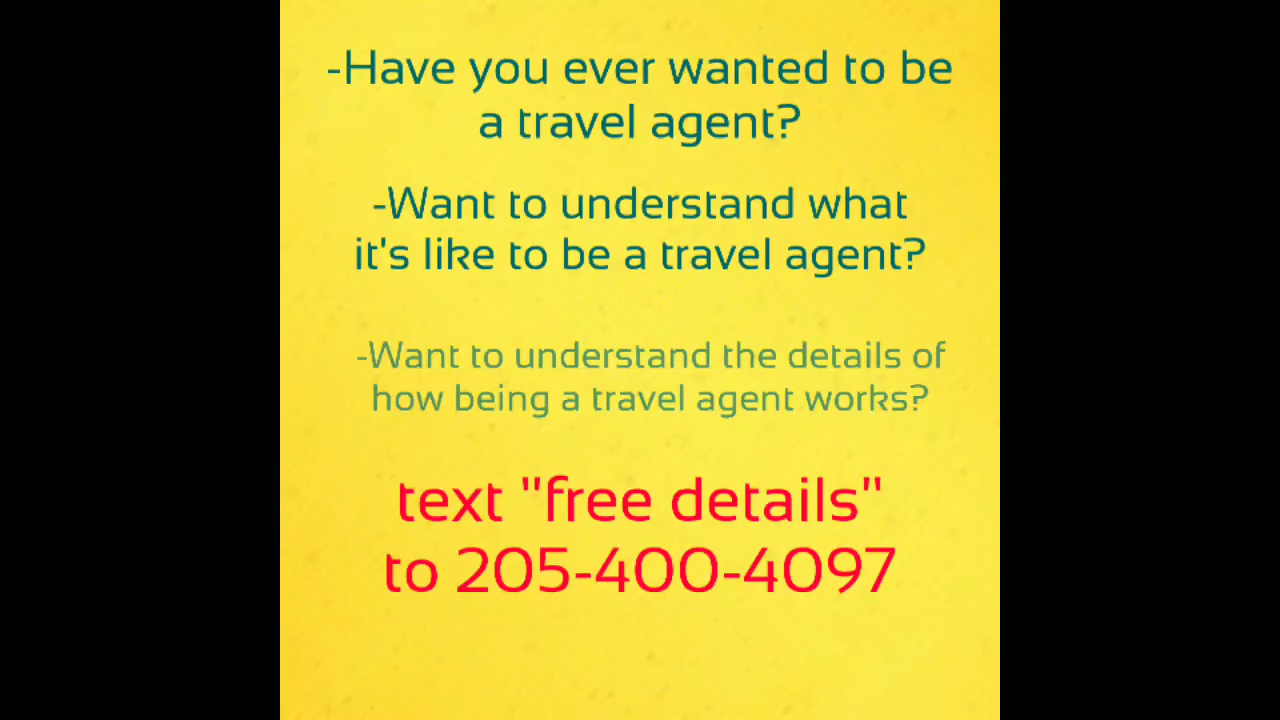 -Have you ever wanted to be
a travel agent?
-Want to understand what
it's like to be a travel agent?
-Want to understand the details of
how being a travel agent works?
text "free details"
to 205-400-4097